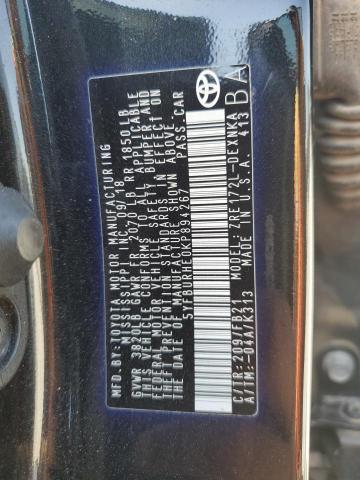 MFD.BY:TOYOTA MOTOR MANUFACTURING
MISSISSIPPI, INC. 09/18
GVWR 3820LB GAWR FR 2070 LB RR 1850 LB
THIS VEHICLE CONFORMS TO ALL APPLICABLE
FEDERAL MOTOR VEHICLE SAFETY, BUMPER, AND
THEFT PREVENTION STANDARDS IN EFFECT ON
THE DATE OF MANUFACTURE SHOWN ABOVE.
5YFBURHE0KP894267 PASS.CAR
C/TR: 209/FB21 MODEL: ZRE172L-DEXNKA
A/TM: -04A/K313 MADE IN U.S.A. 413
BA
TOYOTA